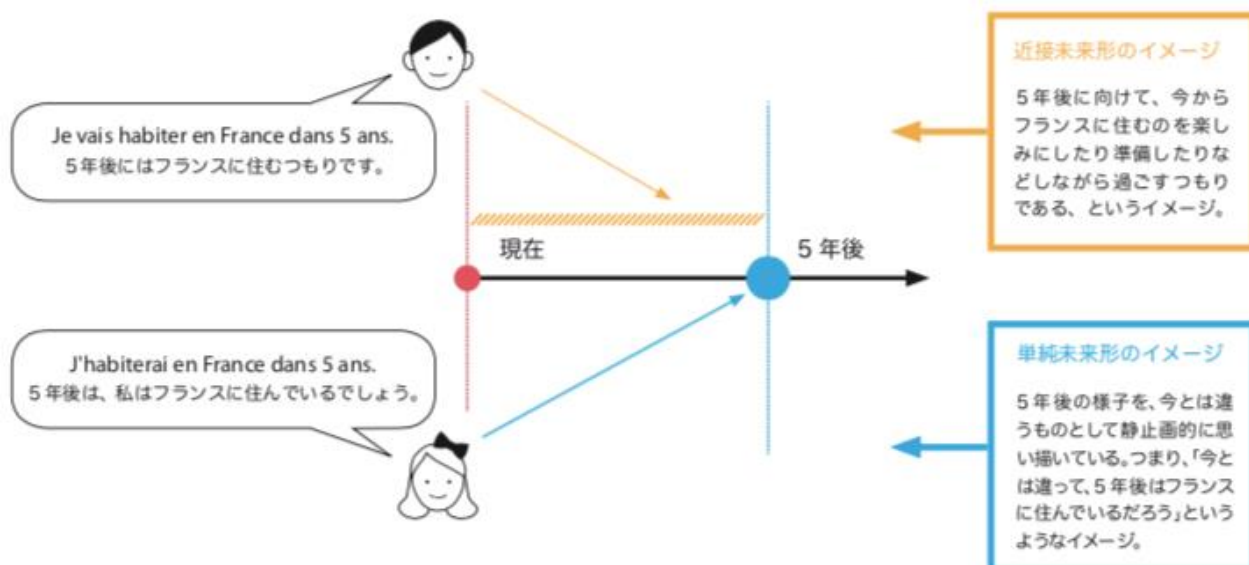 Je vais habiter en France dans 5 ans.
5年後にはフランスに住むつもりです。
近接未来形のイメージ
5年後に向けて、今から
フランスに住むのを楽し
みにしたり準備したりな
どしながら過ごすつもり
である、というイメージ。
現在
5年後
J'habiterai en France dans 5 ans.
5年後は、私はフランスに住んでいるでしょう。
単純未来形のイメージ
5年後の様子を、今とは違
うものとして静止画的に思
い描いている。つまり、「今と
は違って、5年後はフランス
に住んでいるだろう」という
ようなイメージ。